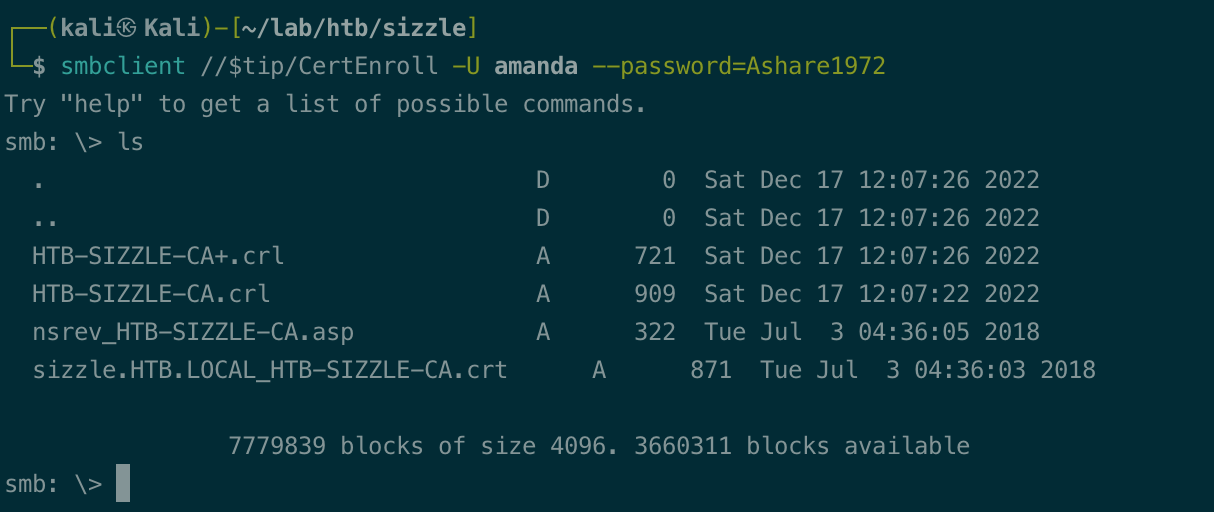 ┌──(kali㉿Kali)-[~/lab/htb/sizzle]
└─$ smbclient //$tip/CertEnroll -U amanda --password=Ashare1972
Try "help" to get a list of possible commands.
smb: \> ls
  .                                   D        0  Sat Dec 17 12:07:26 2022
  ..                                  D        0  Sat Dec 17 12:07:26 2022
  HTB-SIZZLE-CA+.crl                  A      721  Sat Dec 17 12:07:26 2022
  HTB-SIZZLE-CA.crl                   A      909  Sat Dec 17 12:07:22 2022
  nsrev_HTB-SIZZLE-CA.asp             A      322  Tue Jul  3 04:36:05 2018
  sizzle.HTB.LOCAL_HTB-SIZZLE-CA.crt      A      871  Tue Jul  3 04:36:03 2018
                7779839 blocks of size 4096. 3660311 blocks available
smb: \>